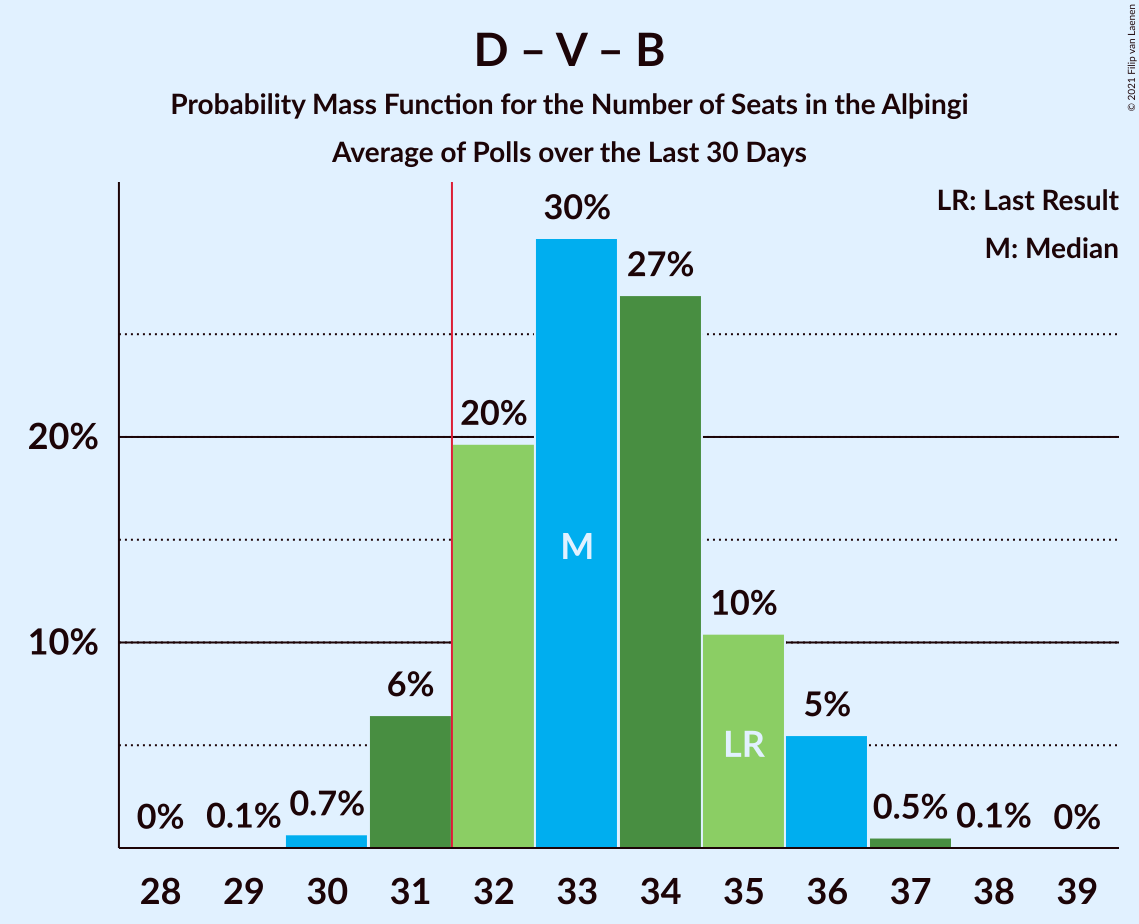 D – V – B
Probability Mass Function for the Number of Seats in the Alþingi
Average of Polls over the Last 30 Days
© 2021 Filip van Laenen
LR: Last Result
M: Median
30%
27%
20%
20%
M
10%
10%
6%
5%
LR
0%
0.1%
0.7%
0.5%
0.1%
0%
28 29 30 31 32 33 34 35 36 37 38 39